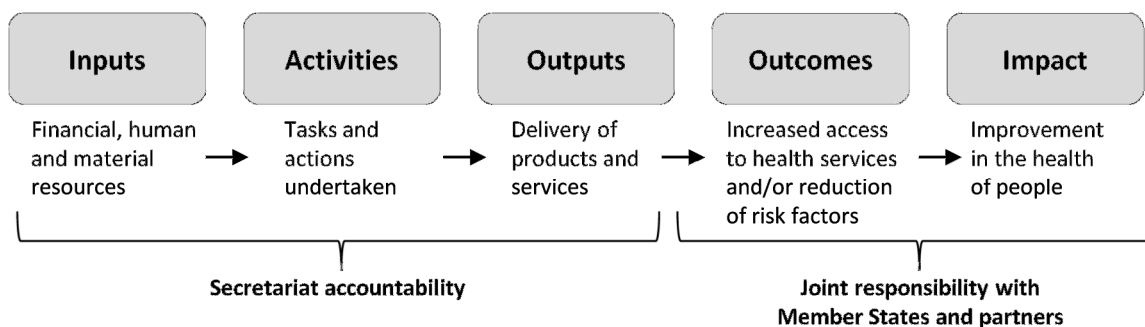 Inputs
Activities
Outputs
Outcomes
Impact
Financial, human
and material
resources
Tasks and
actions
undertaken
Delivery of
products and
services
Increased access
to health services
and/or reduction
of risk factors
Improvement
in the health
of people
Secretariat accountability
Joint responsibility with
Member States and partners